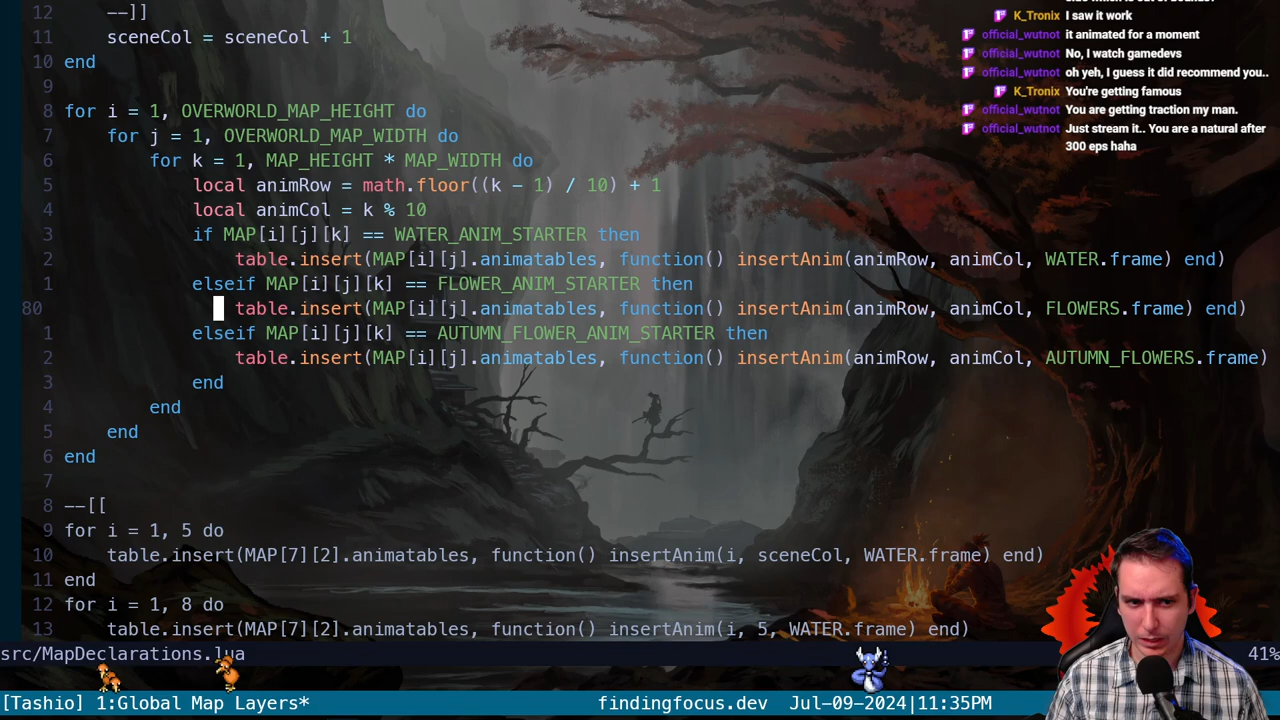 12 --]]
11 sceneCol = sceneCol + 1
10 end
9
8 for i = 1, OVERWORLD_MAP_HEIGHT do
7 for j = 1, OVERWORLD_MAP_WIDTH do
6 for k = 1, MAP_HEIGHT * MAP_WIDTH do
5 local animRow = math.floor((k - 1) / 10) + 1
4 local animCol = k % 10
3 if MAP[i][j][k] == WATER_ANIM_STARTER then
2 table.insert(MAP[i][j].animatables, function() insertAnim(animRow, animCol, WATER.frame) end)
1 elseif MAP[i][j][k] == FLOWER_ANIM_STARTER then
80 table.insert(MAP[i][j].animatables, function() insertAnim(animRow, animCol, FLOWERS.frame) end)
1 elseif MAP[i][j][k] == AUTUMN_FLOWER_ANIM_STARTER then
2 table.insert(MAP[i][j].animatables, function() insertAnim(animRow, animCol, AUTUMN_FLOWERS.frame)
3 end
4 end
5 end
6 end
7
8 --[[
9 for i = 1, 5 do
10 table.insert(MAP[7][2].animatables, function() insertAnim(i, sceneCol, WATER.frame) end)
11 end
12 for i = 1, 8 do
13 table.insert(MAP[7][2].animatables, function() insertAnim(i, 5, WATER.frame) end)
src/MapDeclarations.lua 41%
[Tashio] 1:Global Map Layers* findingfocus.dev Jul-09-2024|11:35PM
K_Tronix I saw it work
official_wutnot it animated for a moment
official_wutnot No, I watch gamedevs
official_wutnot oh yeh, I guess it did recommend you..
K_Tronix You're getting famous
official_wutnot You are getting traction my man.
official_wutnot Just stream it.. You are a natural after
300 eps haha